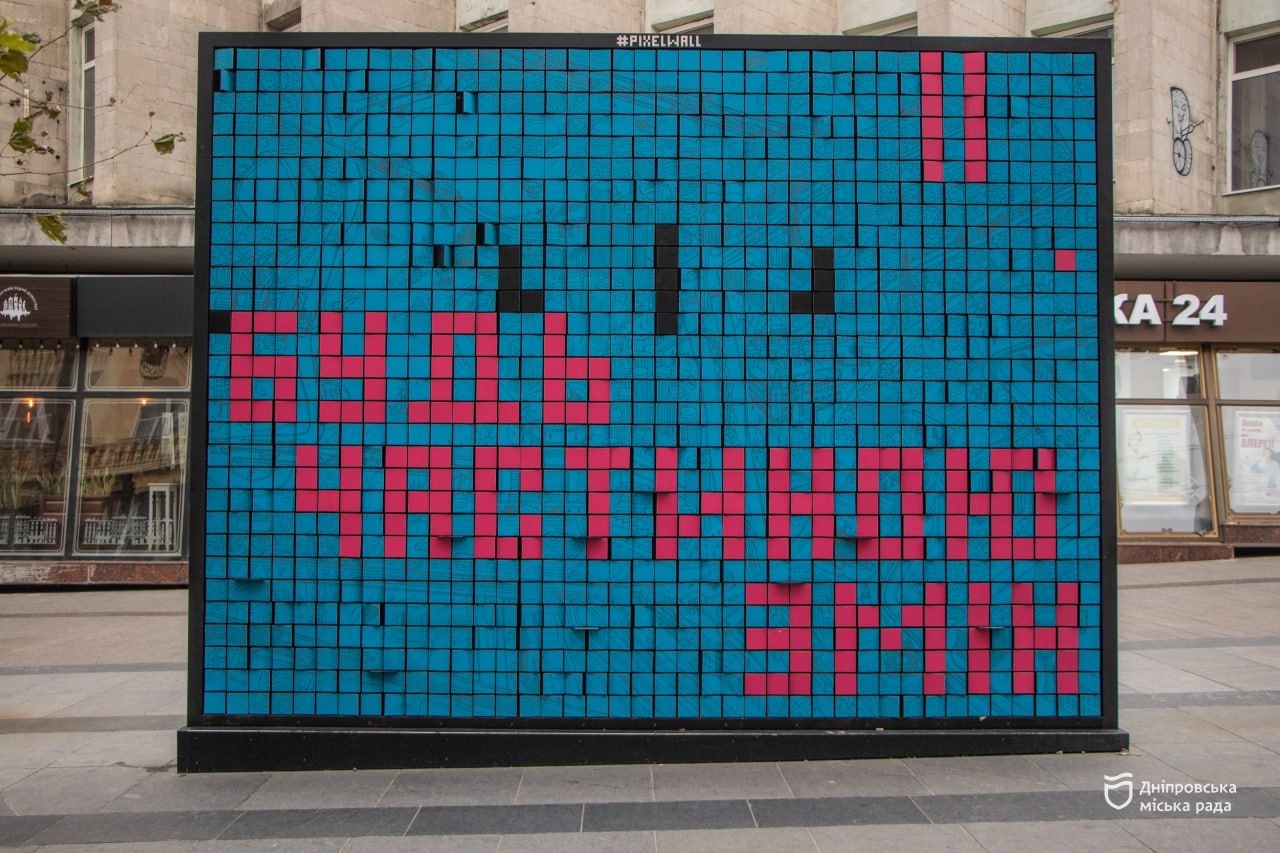 #PIXELWALL
КА 24
БУДЬ
ЧАСТИНОЮ
ЗМІН
Дніпровська
міська рада